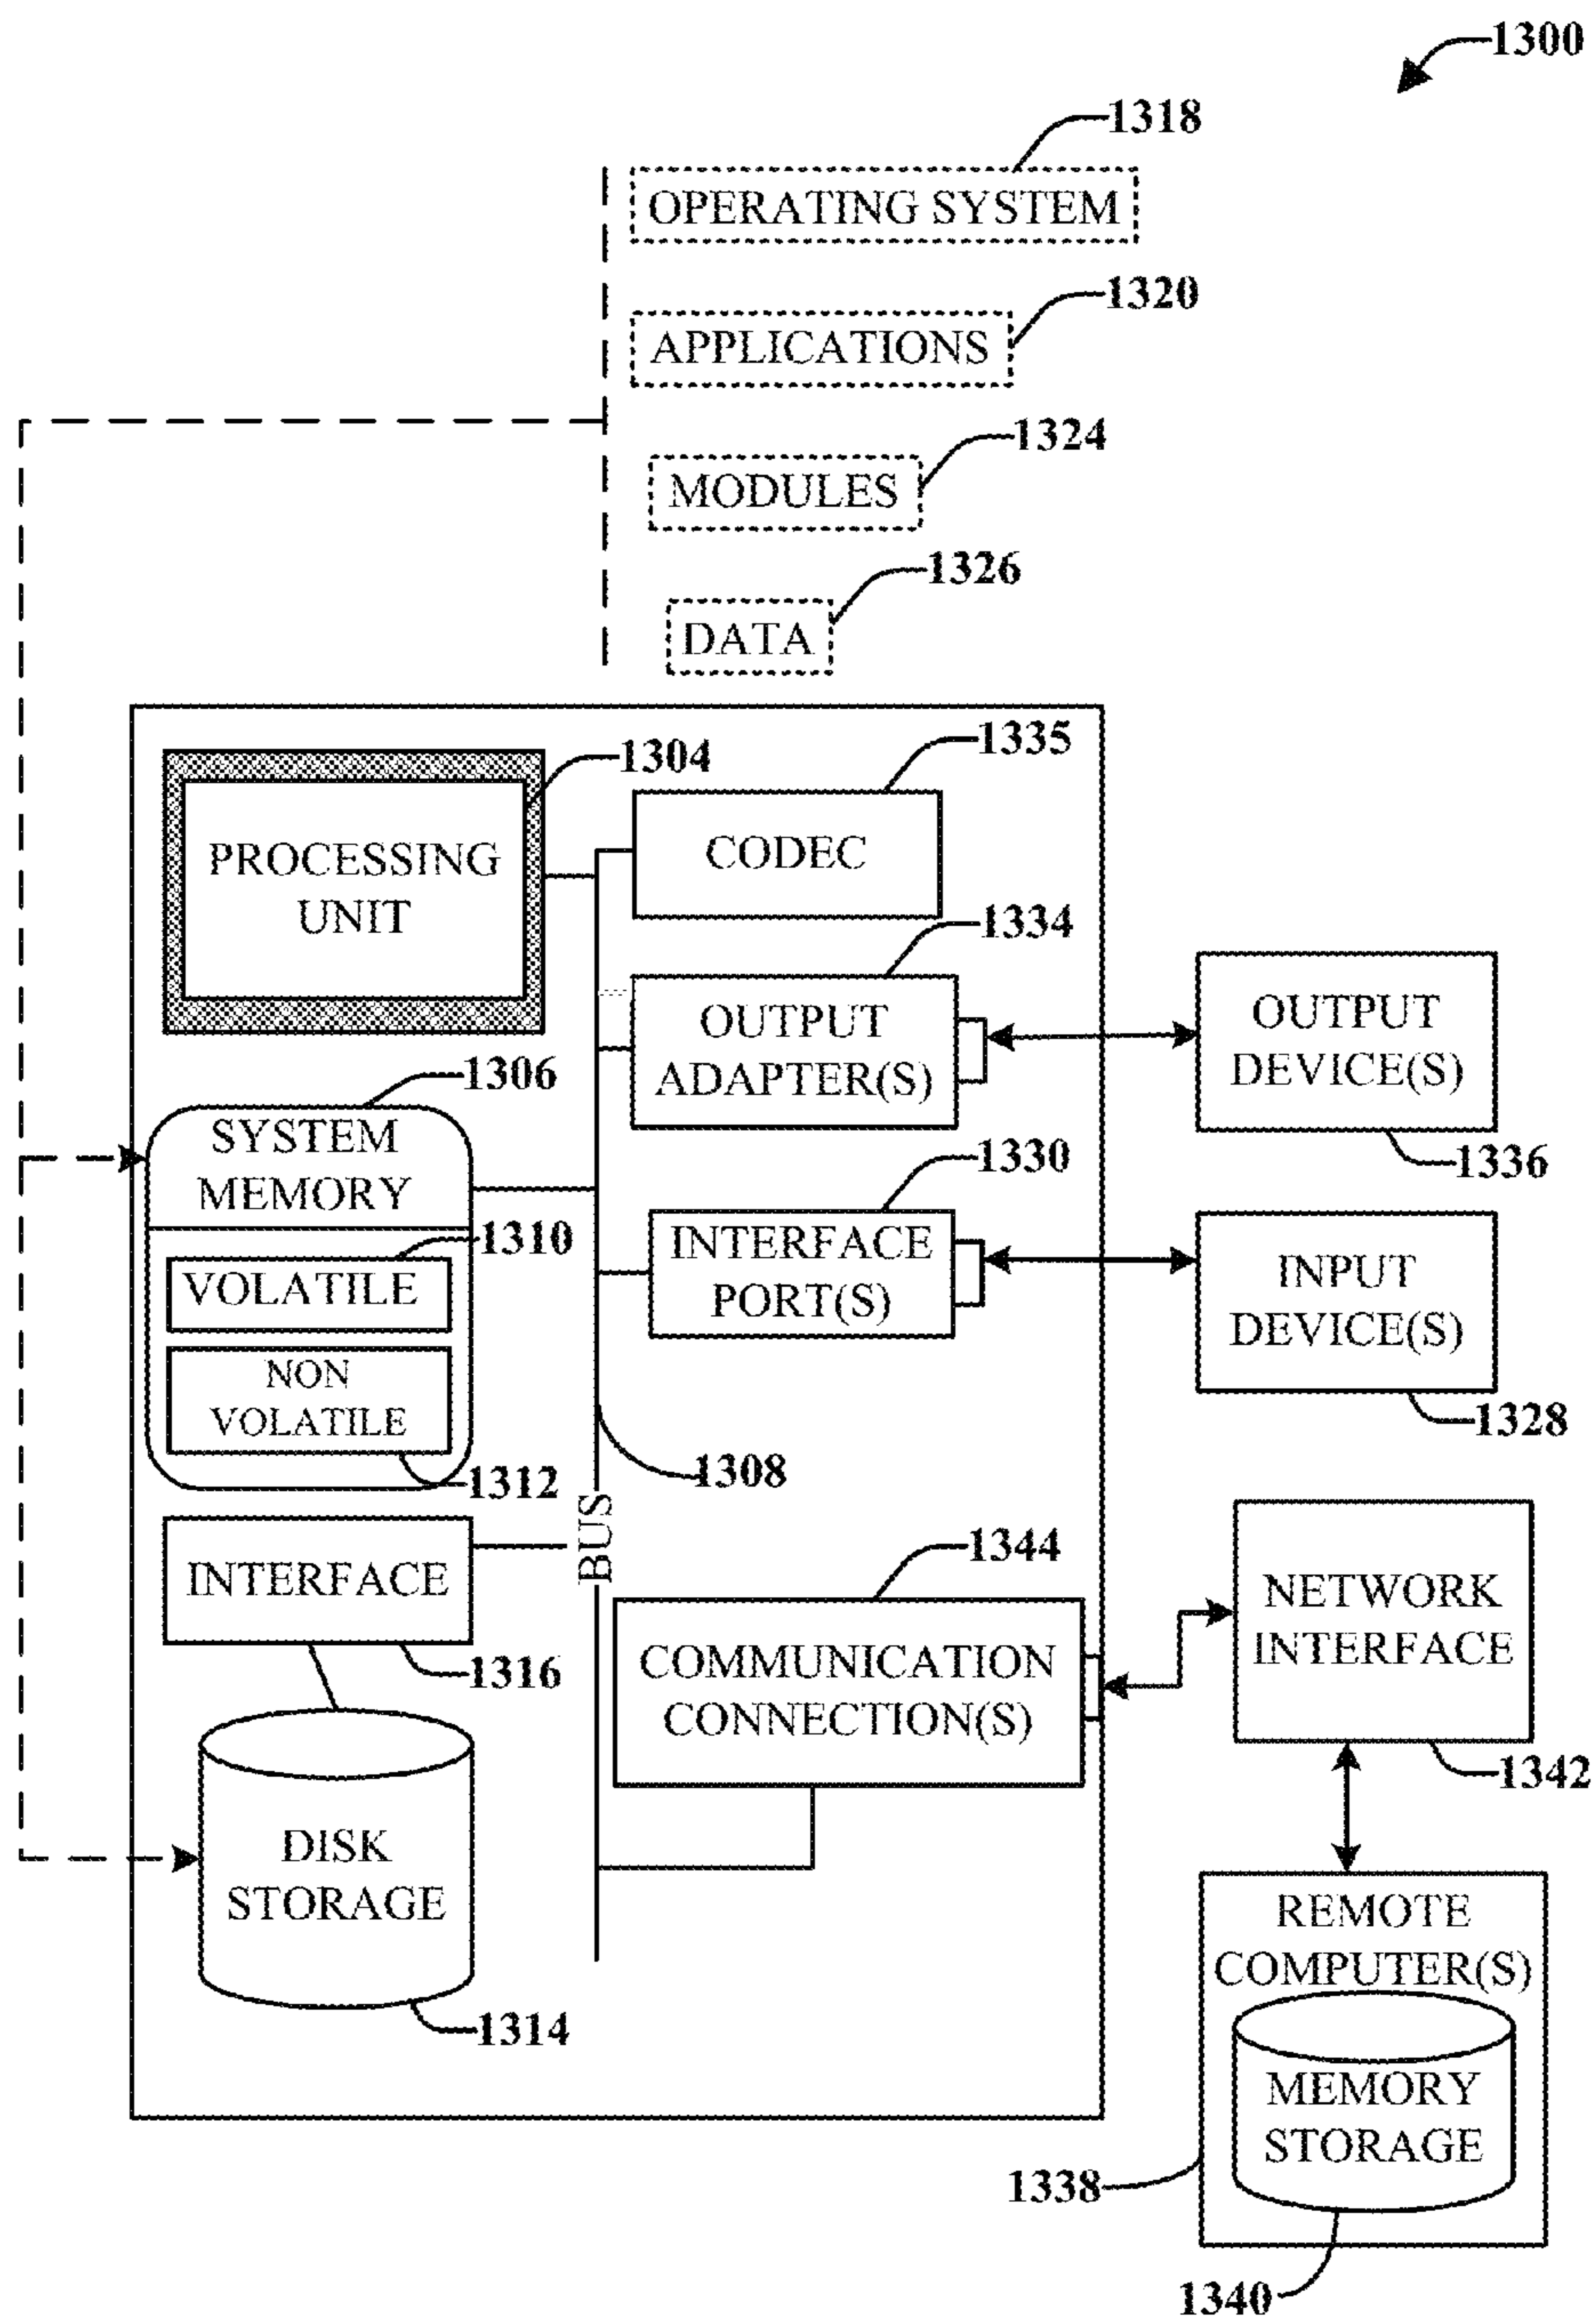 1300
1318
OPERATING SYSTEM
1320
APPLICATIONS
1324
MODULES
1326
DATA
1335
1304
CODEC
PROCESSING
UNIT
1334
OUTPUT
ADAPTER(S)
OUTPUT
DEVICE(S)
1336
1306
SYSTEM
MEMORY
1330
1310
INTERFACE
PORT(S)
VOLATILE
INPUT
DEVICE(S)
1328
NON
VOLATILE
1312
1308
BUS
1344
INTERFACE
1316
COMMUNICATION
CONNECTION(S)
NETWORK
INTERFACE
1342
DISK
STORAGE
1314
REMOTE
COMPUTER(S)
MEMORY
STORAGE
1338
1340